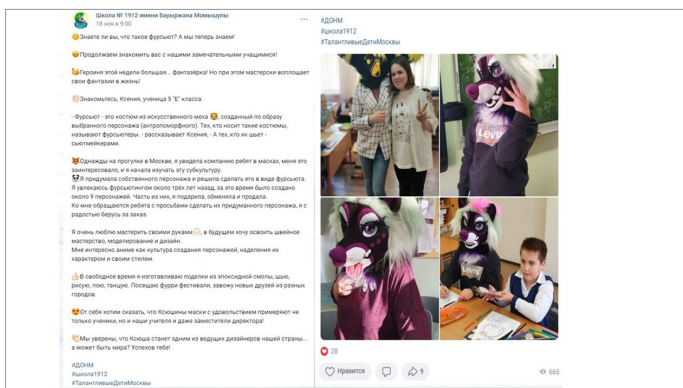 Школа № 1912 имени Бауыржана Момышулы
18 ноя в 9:00
Знаете ли вы, что такое фурсьют? А мы теперь знаем!
Продолжаем знакомить вас с нашими замечательными учащимися!
Героиня этой недели большая... фантазёрка! Но при этом мастерски воплощает
свои фантазии в жизнь!
Знакомьтесь, Ксения, ученица 5 "Е" класса.
- Фурсьют - это костюм из искусственного меха, созданный по образу
выбранного персонажа (антропоморфного). Тех, кто носит такие костюмы,
называют фурсьютеры. - рассказывает Ксения, - А тех, кто их шьет -
сьютмейкерами.
Однажды на прогулке в Москве, я увидела компанию ребят в масках, меня это
заинтересовало, и я начала изучать эту субкультуру.
Я придумала собственного персонажа и решила сделать его в виде фурсьюта.
Я увлекаюсь фурсьютингом около трёх лет назад, за это время было создано
около 9 персонажей. Часть из них, я подарила, обменяла и продала.
Ко мне обращаются ребята с просьбами сделать их придуманного персонажа, я с
радостью берусь за заказ.
Я очень люблю мастерить своими руками, в будущем хочу освоить швейное
мастерство, моделирование и дизайн.
Мне интересно аниме как культура создания персонажей, наделения их
характером и своим стилем.
В свободное время я изготавливаю поделки из эпоксидной смолы, шью,
рисую, пою, танцую. Посещаю фурри фестивали, завожу новых друзей из разных
городов.
От себя хотим сказать, что Ксюшины маски с удовольствием примеряют не
только ученики, но и наши учителя и даже заместители директора!
Мы уверены, что Ксюша станет одним из ведущих дизайнеров нашей страны...
а может быть мира? Успехов тебе!
#ДОНМ
#школа1912
#ТалантливыеДетиМосквы
#ДОНМ
#школа1912
#ТалантливыеДетиМосквы
Levi's
28
Нравится
9
665